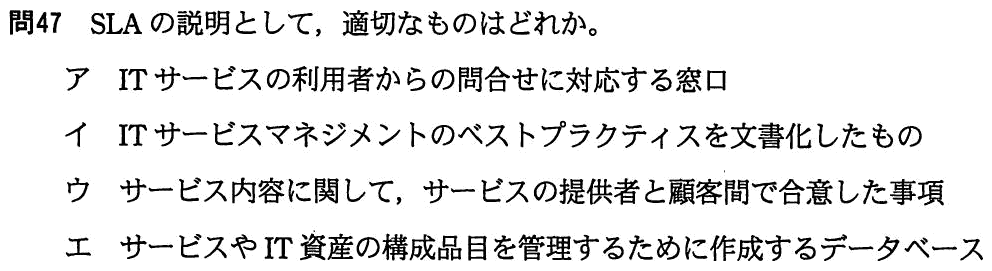 問47 SLA の説明として，適切なものはどれか。
ア IT サービスの利用者からの問合せに対応する窓口
イ IT サービスマネジメントのベストプラクティスを文書化したもの
ウ サービス内容に関して，サービスの提供者と顧客間で合意した事項
エ サービスや IT 資産の構成品目を管理するために作成するデータベース